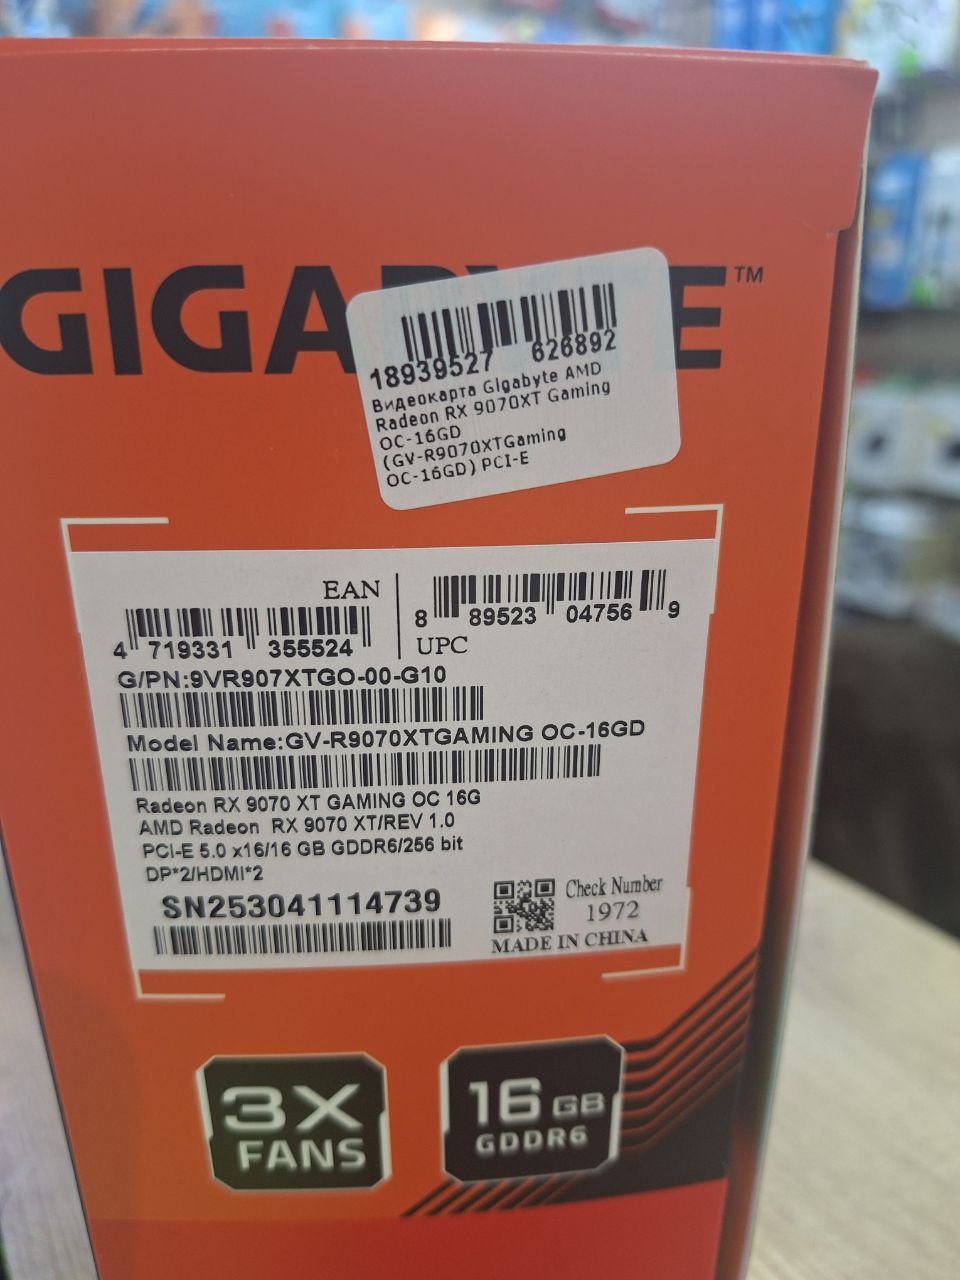 GIGABYTE™
18939527 626892
Видеокарта Gigabyte AMD
Radeon RX 9070XT Gaming
OC-16GD
(GV-R9070XTGaming
OC-16GD) PCI-E
EAN
4 719331 355524
8 89523 04756 9
UPC
G/PN:9VR907XTGO-00-G10
Model Name:GV-R9070XTGAMING OC-16GD
Radeon RX 9070 XT GAMING OC 16G
AMD Radeon RX 9070 XT/REV 1.0
PCI-E 5.0 x16/16 GB GDDR6/256 bit
DP*2/HDMI*2
SN253041114739
Check Number
1972
MADE IN CHINA
3X
FANS
16 GB
GDDR6